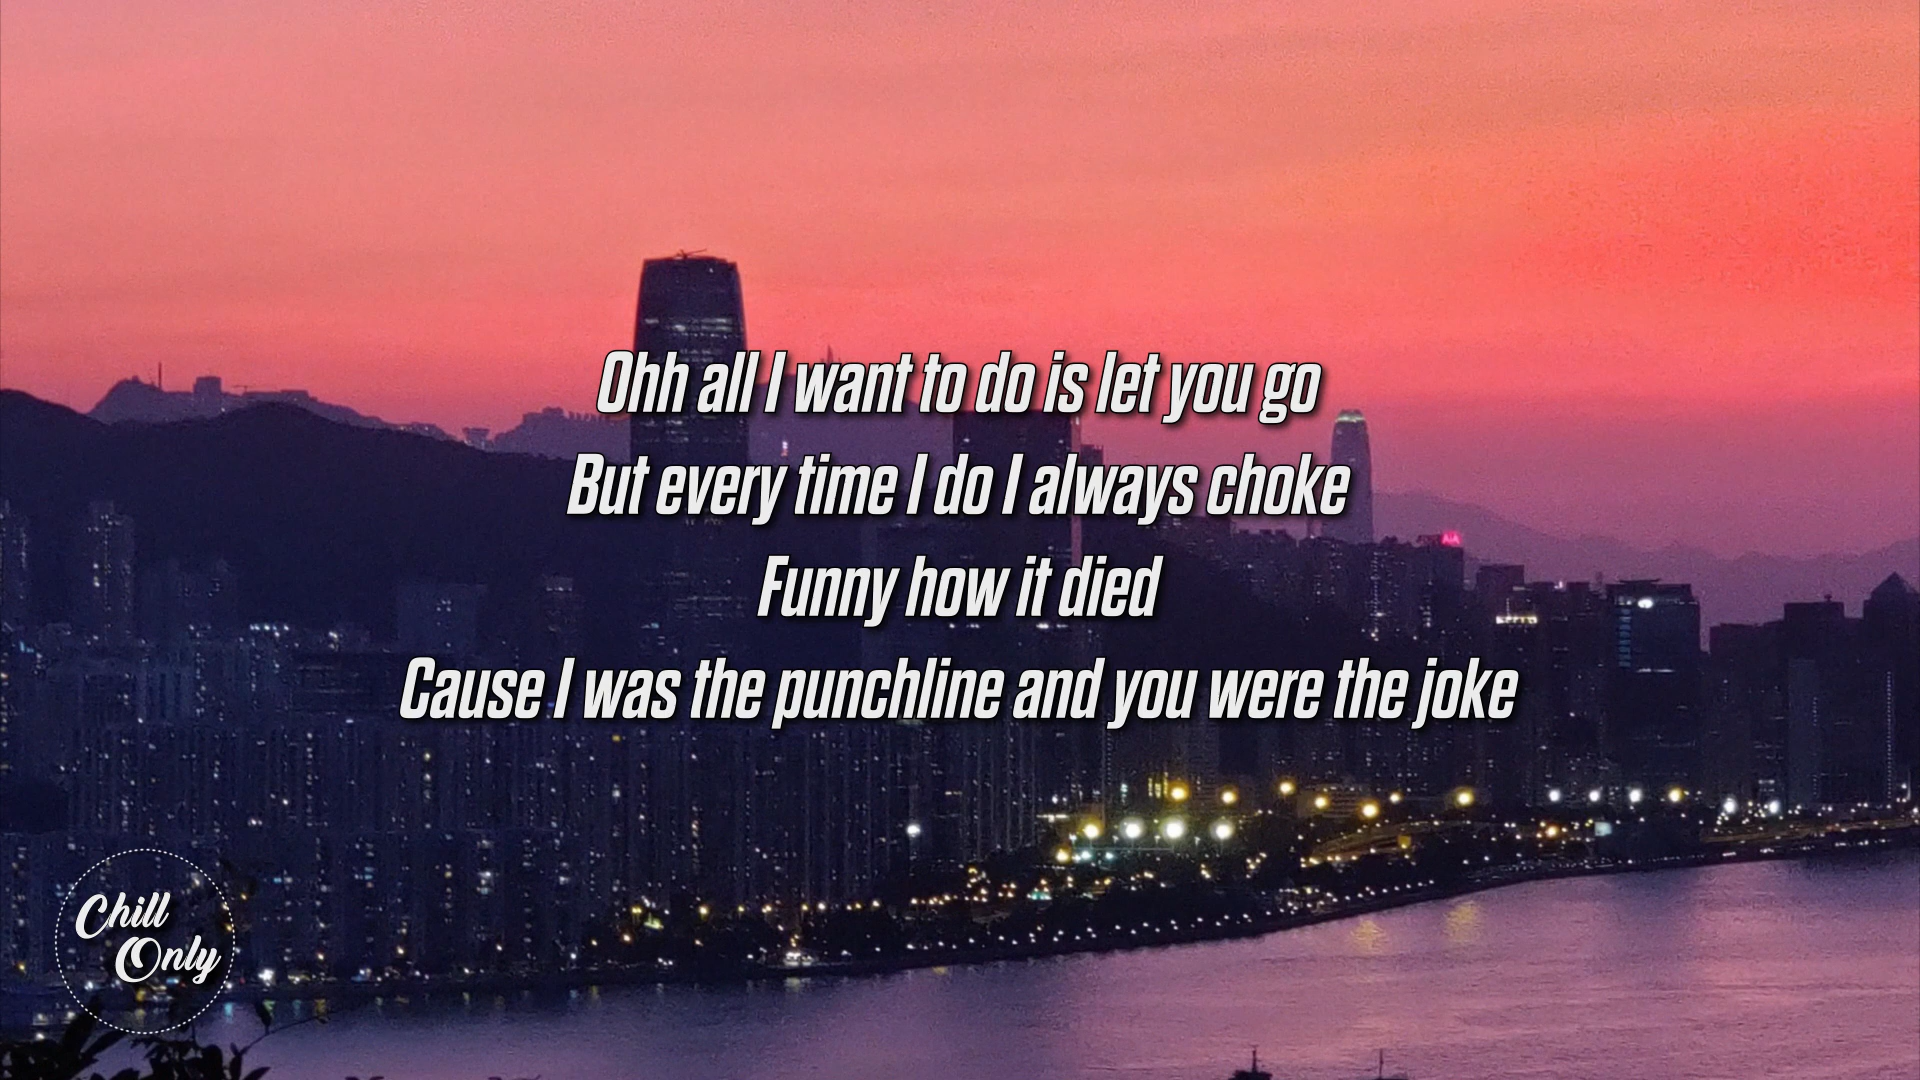 Ohh all I want to do is let you go
But every time I do I always choke
Funny how it died
Cause I was the punchline and you were the joke
AIA
Chill
Only